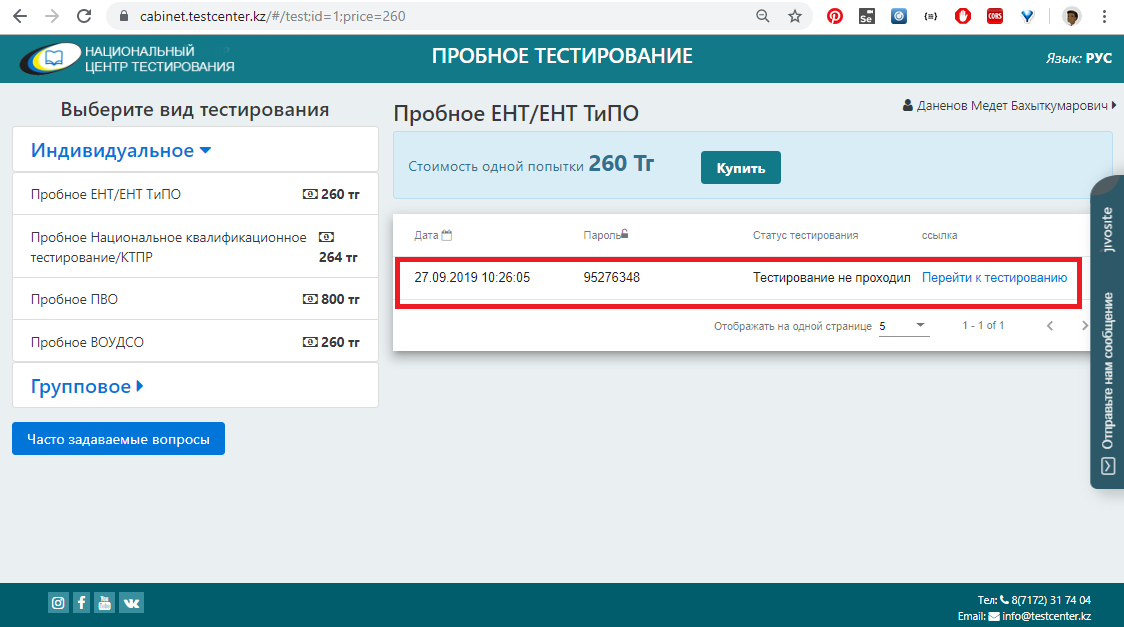 cabinet.testcenter.kz/#/test;id=1;price=260
НАЦИОНАЛЬНЫЙ
ЦЕНТР ТЕСТИРОВАНИЯ
ПРОБНОЕ ТЕСТИРОВАНИЕ
Язык: РУС
Выберите вид тестирования
Индивидуальное
Пробное ЕНТ/ЕНТ ТиПО 260 тг
Пробное Национальное квалификационное
тестирование/КТПР 264 тг
Пробное ПВО 800 тг
Пробное ВОУДСО 260 тг
Групповое
Часто задаваемые вопросы
Даненов Медет Бахыткумарович
Пробное ЕНТ/ЕНТ ТиПО
Стоимость одной попытки 260 Тг
Купить
Дата Пароль Статус тестирования ссылка
27.09.2019 10:26:05 95276348 Тестирование не проходил Перейти к тестированию
Отображать на одной странице 5 1 - 1 of 1
jivosite
Отправьте нам сообщение
Тел: 8(7172) 31 74 04
Email: info@testcenter.kz